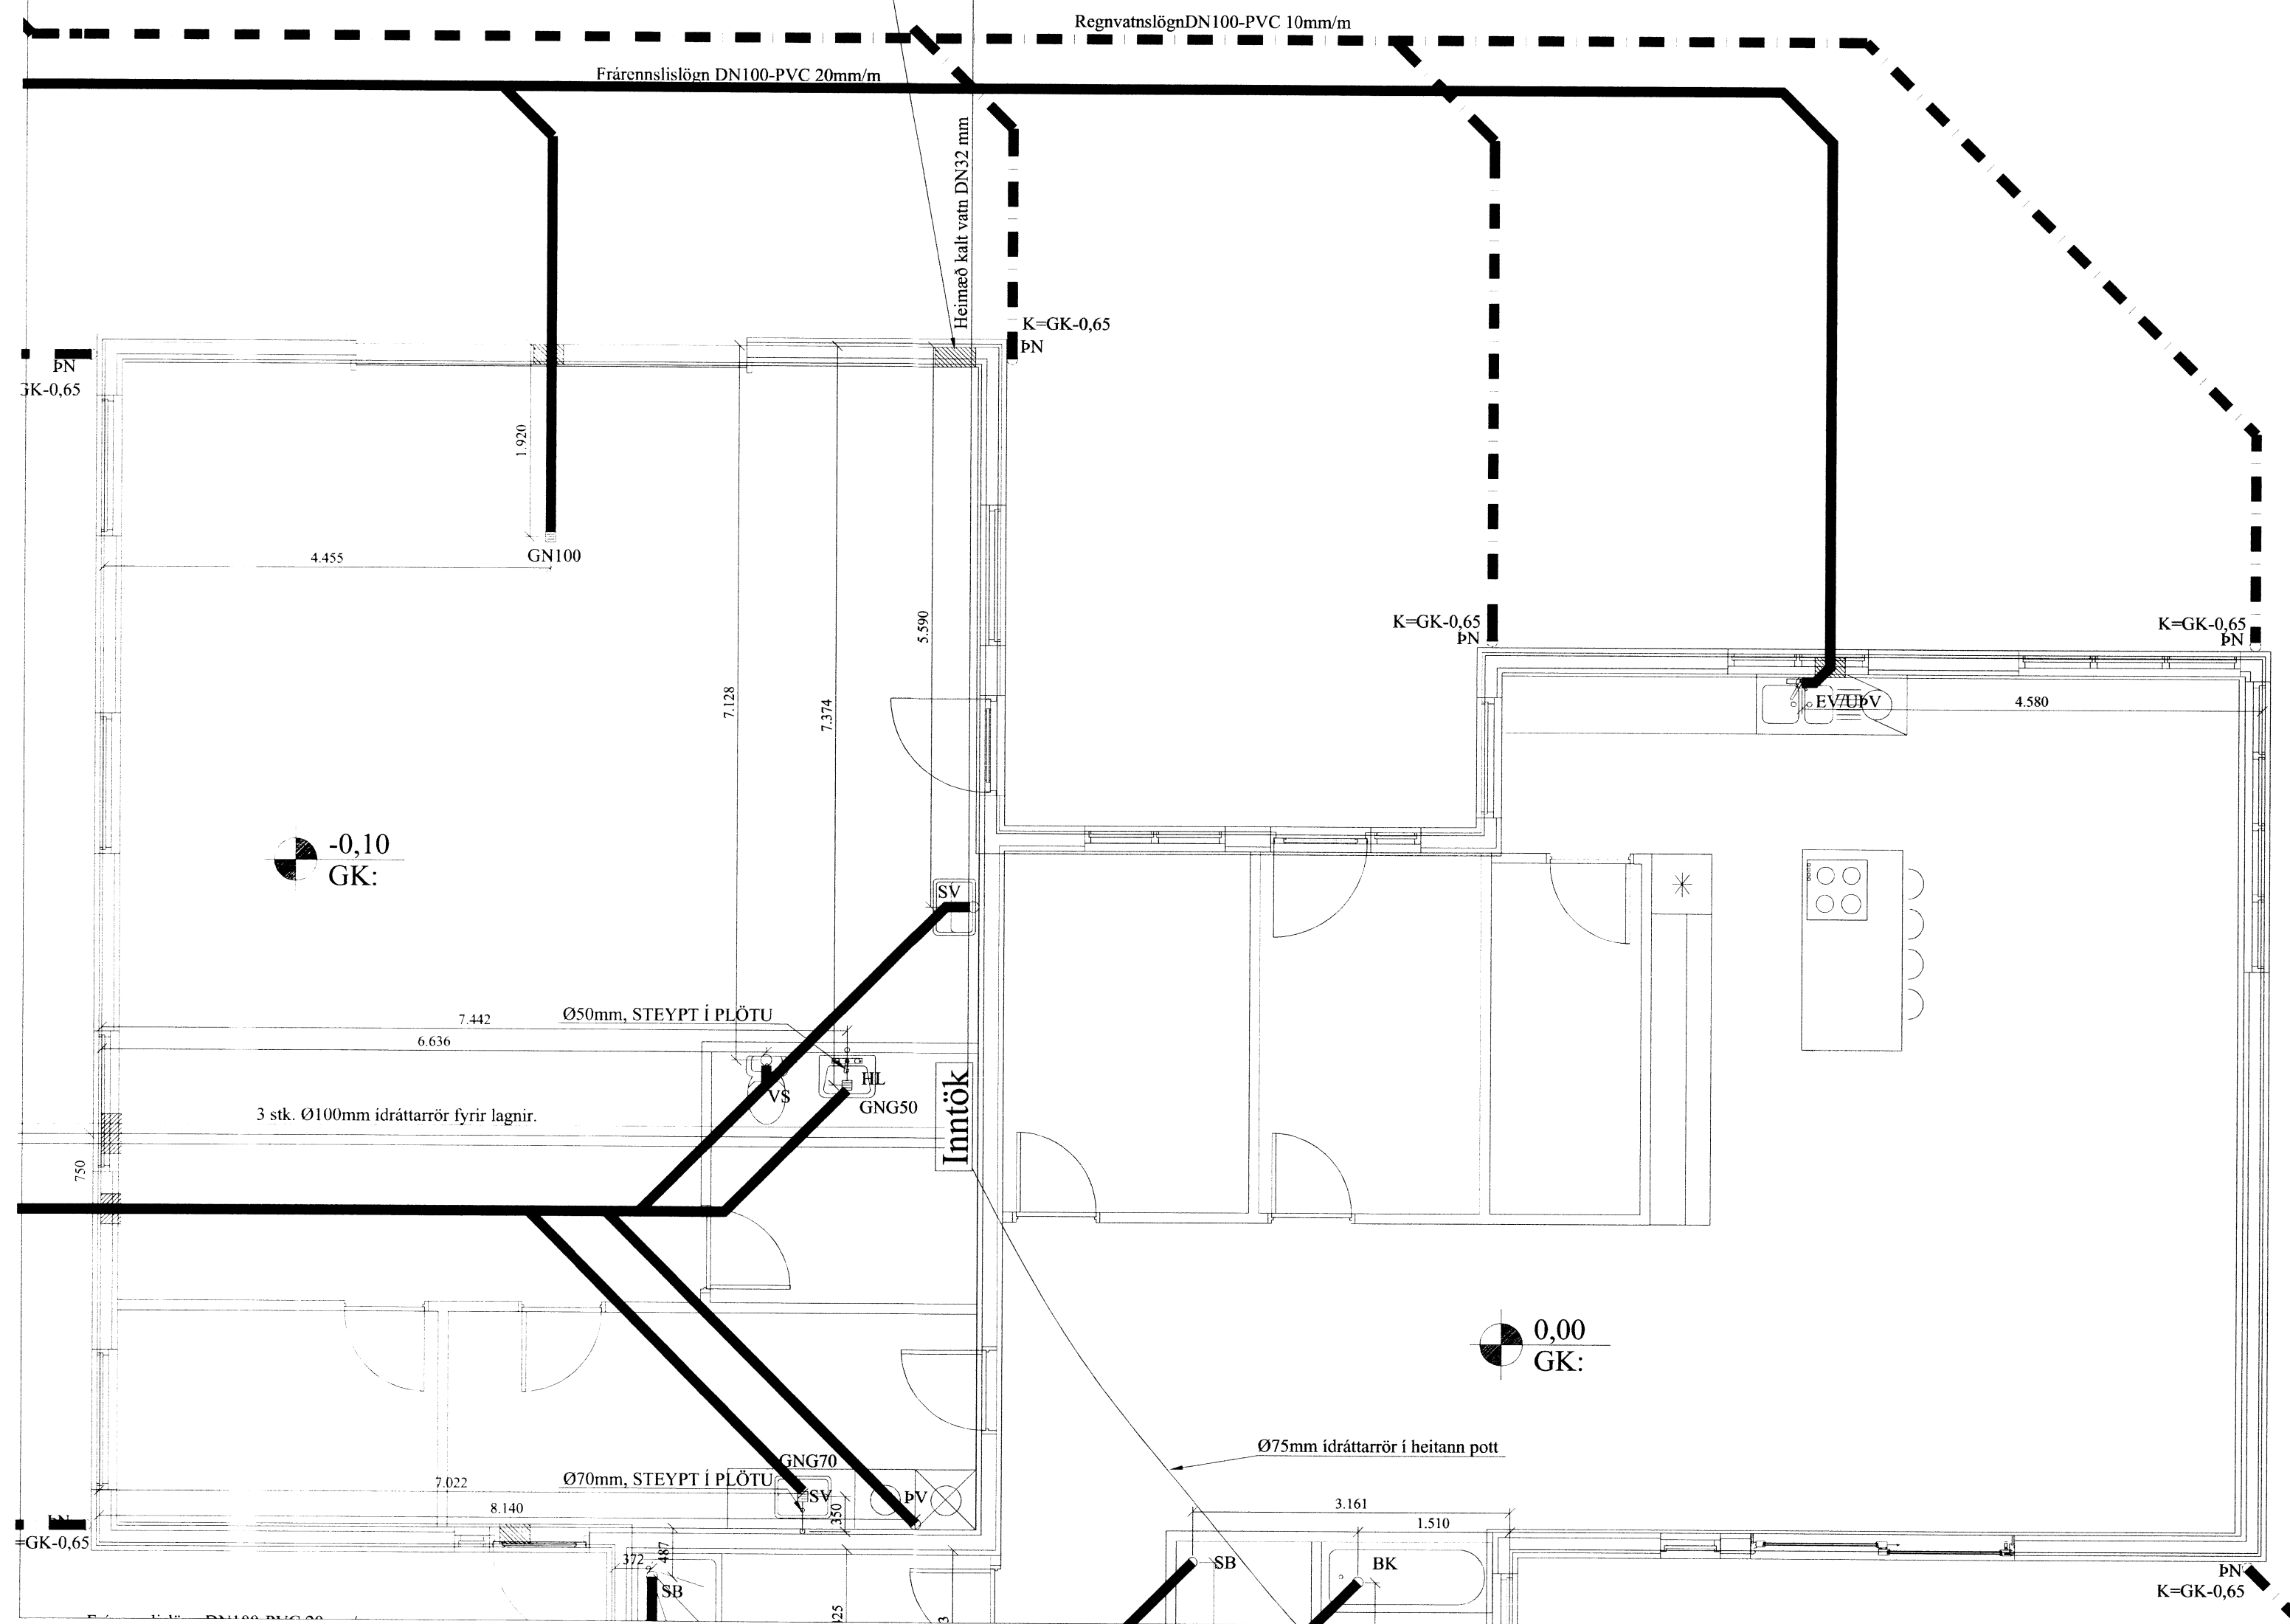 RegnvatnslögnDN100-PVC 10mm/m
Frárennslislögn DN100-PVC 20mm/m
Heimæð kalt vatn DN32 mm
K=GK-0,65
ÞN
ÞN
GK-0,65
1.920
GN100
4.455
5.590
7.128
7.374
K=GK-0,65
ÞN
K=GK-0,65
ÞN
EV/UÞV
4.580
-0,10
GK:
SV
7.442
Ø50mm, STEYPT Í PLÖTU
6.636
HL
VS
GNG50
3 stk. Ø100mm ídráttarrör fyrir lagnir.
Inntök
750
0,00
GK:
Ø75mm ídráttarrör í heitann pott
GNG70
7.022
Ø70mm, STEYPT Í PLÖTU
SV
ÞV
8.140
350
3.161
1.510
ÞN
=GK-0,65
372
487
SB
SB
BK
ÞN
K=GK-0,65